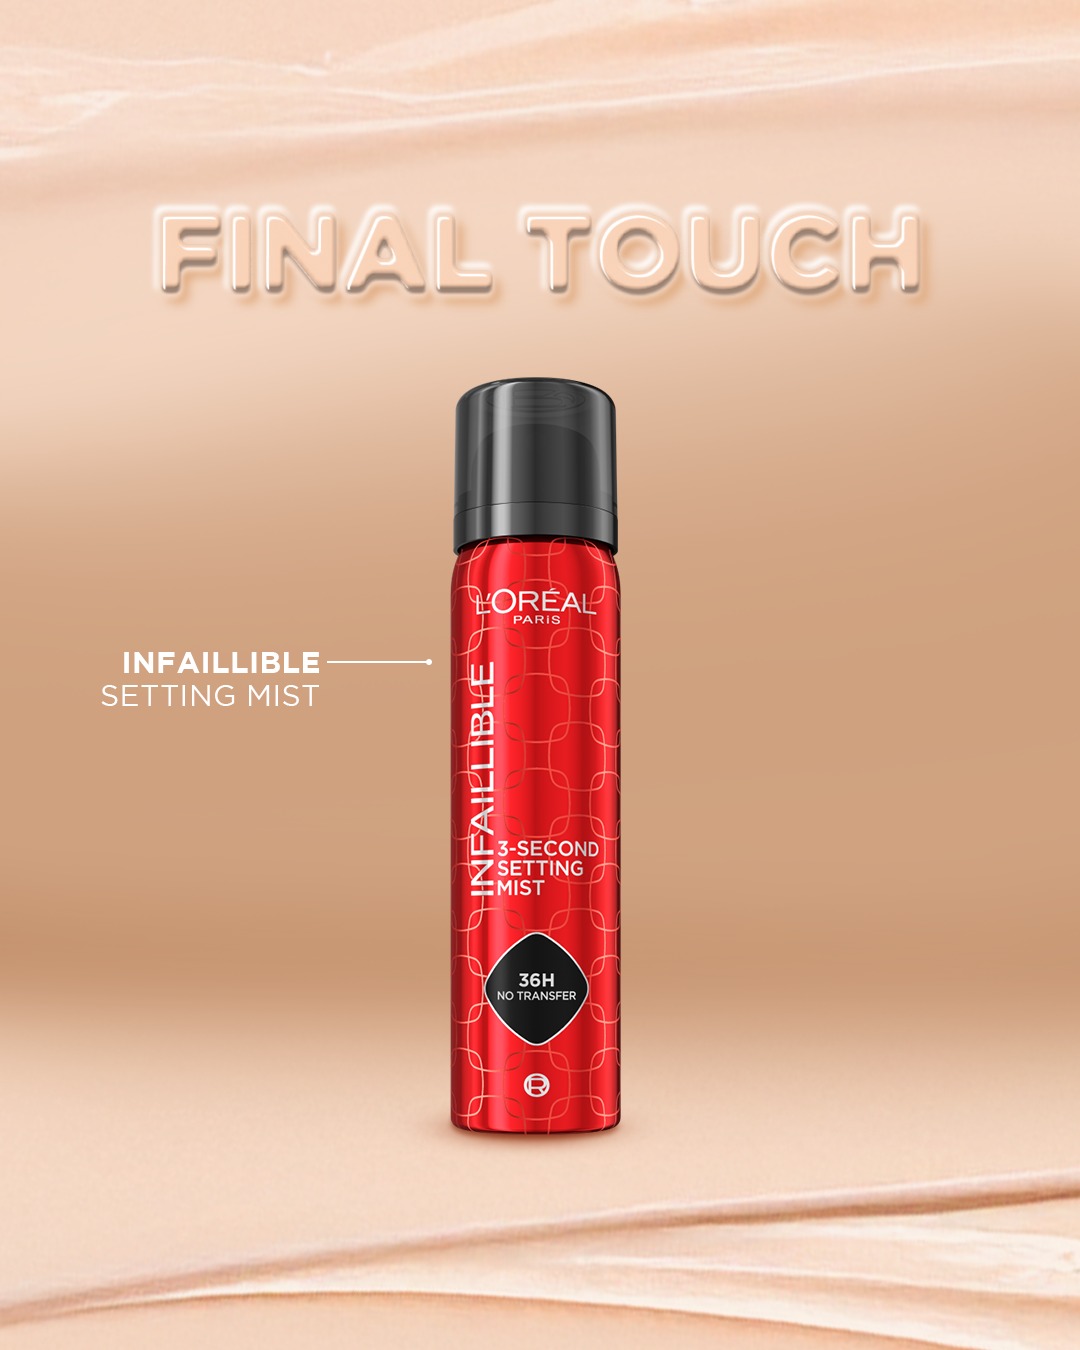 FINAL TOUCH
L'ORÉAL
PARIS
INFAILLIBLE
SETTING MIST
INFAILLIBLE
3-SECOND
SETTING
MIST
36H
NO TRANSFER
R